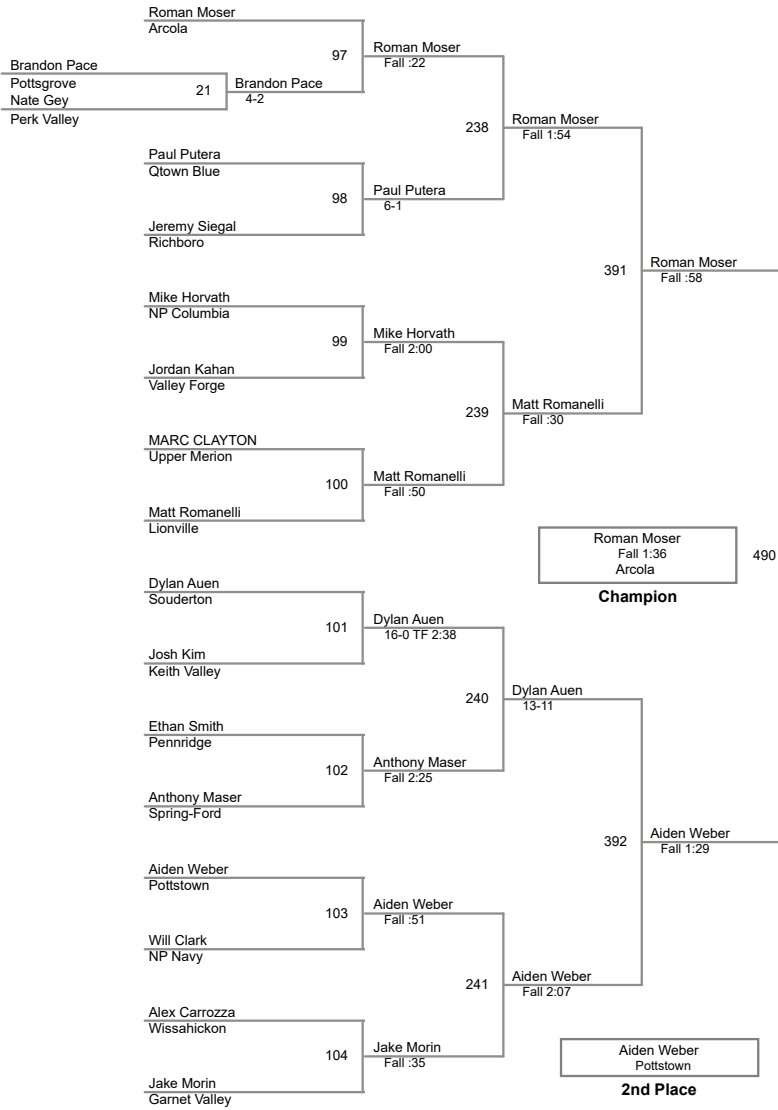 Roman Moser
Arcola
97
Roman Moser
Fall :22
Brandon Pace
Pottsgrove
21
Brandon Pace
4-2
Nate Gey
Perk Valley
238
Roman Moser
Fall 1:54
Paul Putera
Qtown Blue
98
Paul Putera
6-1
Jeremy Siegal
Richboro
391
Roman Moser
Fall :58
Mike Horvath
NP Columbia
99
Mike Horvath
Fall 2:00
Jordan Kahan
Valley Forge
239
Matt Romanelli
Fall :30
MARC CLAYTON
Upper Merion
100
Matt Romanelli
Fall :50
Matt Romanelli
Lionville
Roman Moser
Fall 1:36
Arcola
490
Champion
Dylan Auen
Souderton
101
Dylan Auen
16-0 TF 2:38
Josh Kim
Keith Valley
240
Dylan Auen
13-11
Ethan Smith
Pennridge
102
Anthony Maser
Fall 2:25
Anthony Maser
Spring-Ford
392
Aiden Weber
Fall 1:29
Aiden Weber
Pottstown
103
Aiden Weber
Fall :51
Will Clark
NP Navy
241
Aiden Weber
Fall 2:07
Alex Carrozza
Wissahickon
104
Jake Morin
Fall :35
Jake Morin
Garnet Valley
Aiden Weber
Pottstown
2nd Place